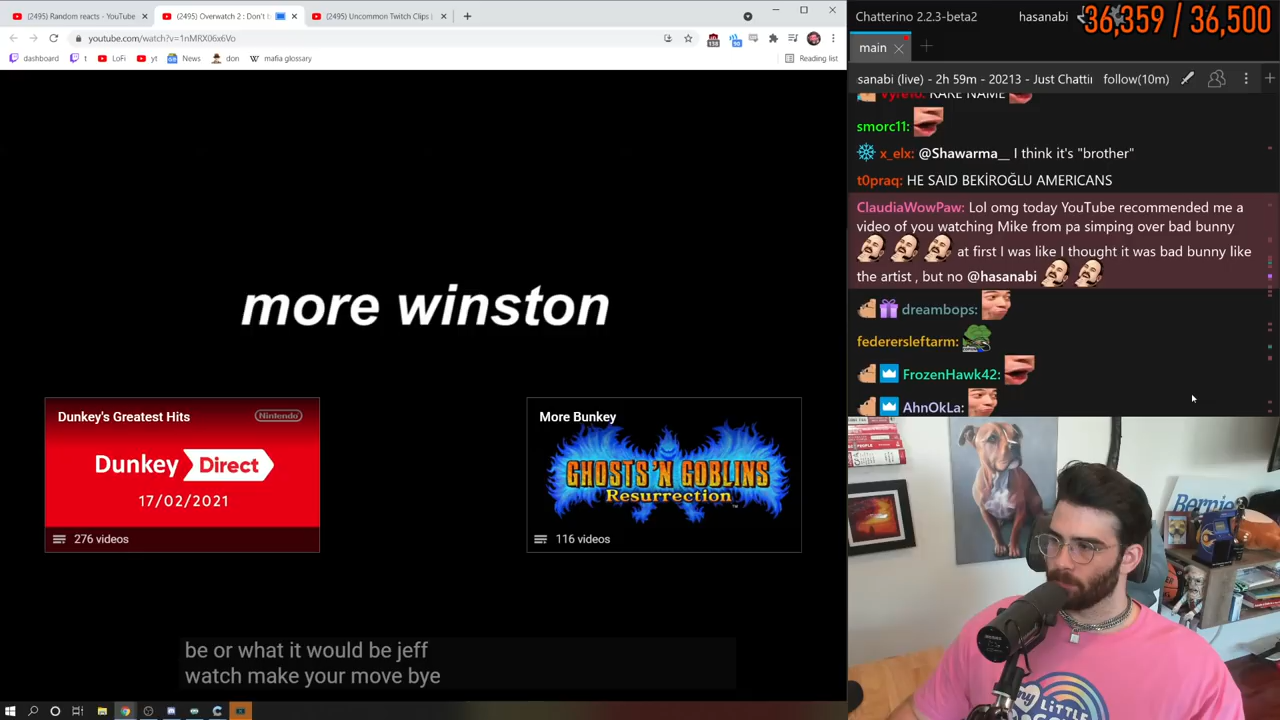 (2495) Random reacts - YouTube
(2495) Overwatch 2 : Don't t
(2495) Uncommon Twitch Clips |
youtube.com/watch?v=1nMRX06x6Vo
dashboard
t
LoFi
yt
News
don
mafia glossary
Reading list
more winston
Dunkey's Greatest Hits
Nintendo
Dunkey Direct
17/02/2021
276 videos
More Bunkey
GHOSTS'N GOBLINS
Resurrection
116 videos
be or what it would be jeff
watch make your move bye
Chatterino 2.2.3-beta2
hasanabi
36,359 / 36,500
main
sanabi (live) - 2h 59m - 20213 - Just Chattin
follow(10m)
Vyrelo: RARE NAME
smorc11:
x_elx: @Shawarma__ I think it's "brother"
t0praq: HE SAID BEKİROĞLU AMERICANS
ClaudiaWowPaw: Lol omg today YouTube recommended me a
video of you watching Mike from pa simping over bad bunny
at first I was like I thought it was bad bunny like
the artist , but no @hasanabi
dreambops:
federersleftarm:
FrozenHawk42:
AhnOkLa:
Bernie
my
LITTLE